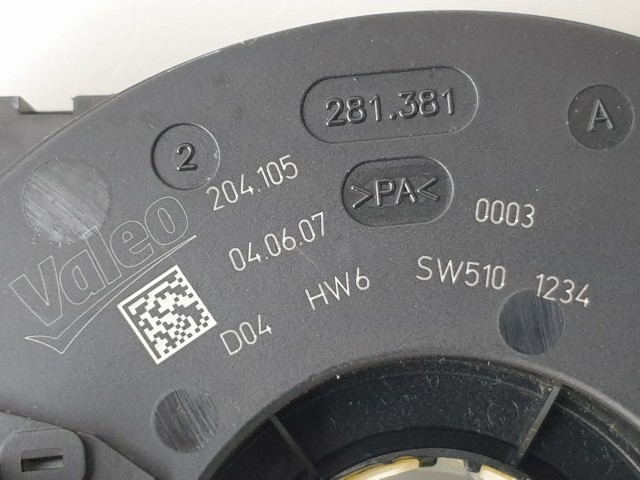 281.381
A
2
204.105
>PA<
0003
Valeo
04.06.07
SW510
1234
HW6
D04